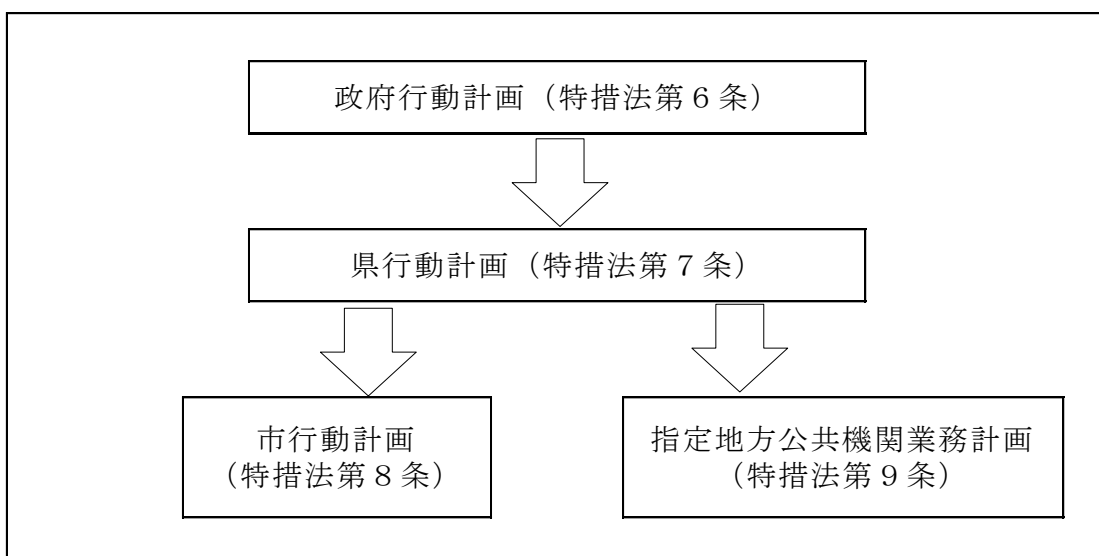 政府行動計画（特措法第６条）
県行動計画（特措法第７条）
市行動計画
（特措法第８条）
指定地方公共機関業務計画
（特措法第９条）